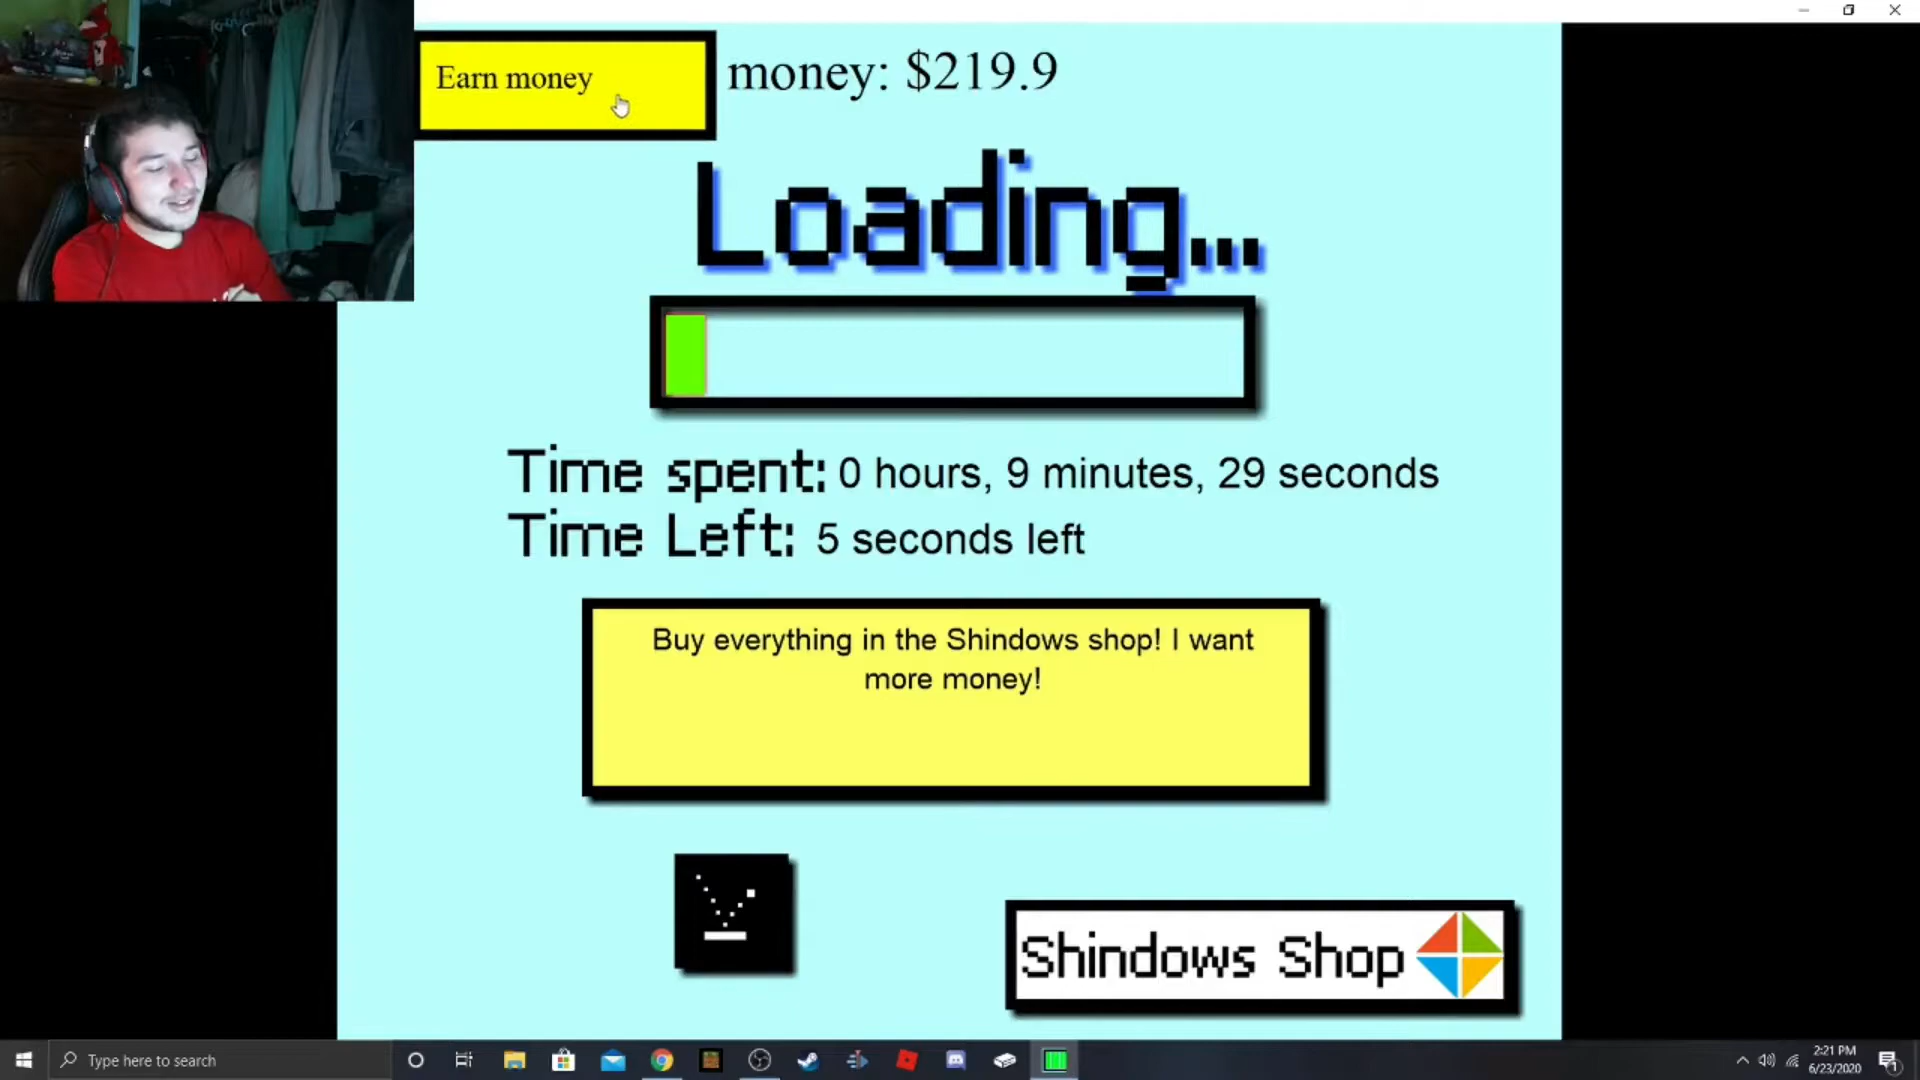 Earn money
money: $219.9
Loading...
Time spent: 0 hours, 9 minutes, 29 seconds
Time Left: 5 seconds left
Buy everything in the Shindows shop! I want
more money!
Shindows Shop
Type here to search
2:21 PM
6/23/2020
1